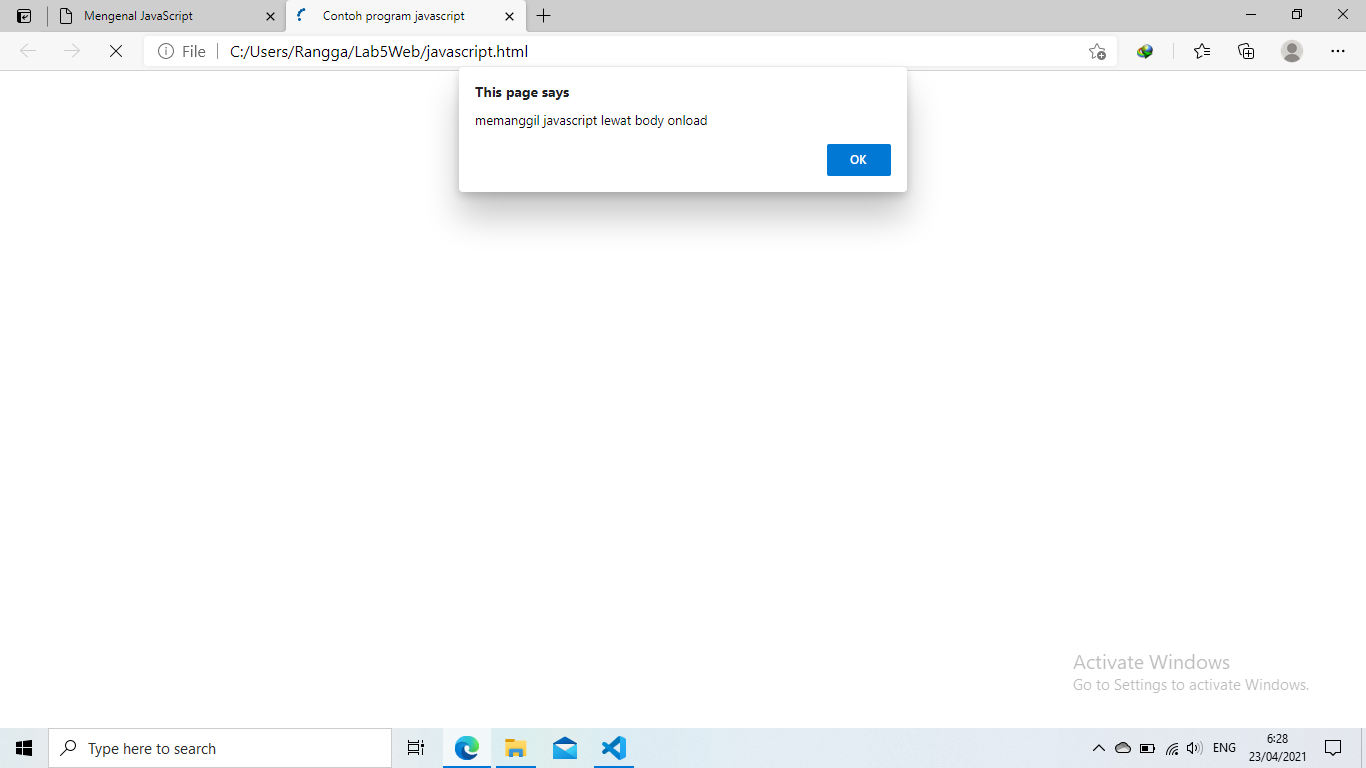 Mengenal JavaScript
Contoh program javascript
File
C:/Users/Rangga/Lab5Web/javascript.html
This page says
memanggil javascript lewat body onload
OK
Activate Windows
Go to Settings to activate Windows.
Type here to search
ENG
6:28
23/04/2021